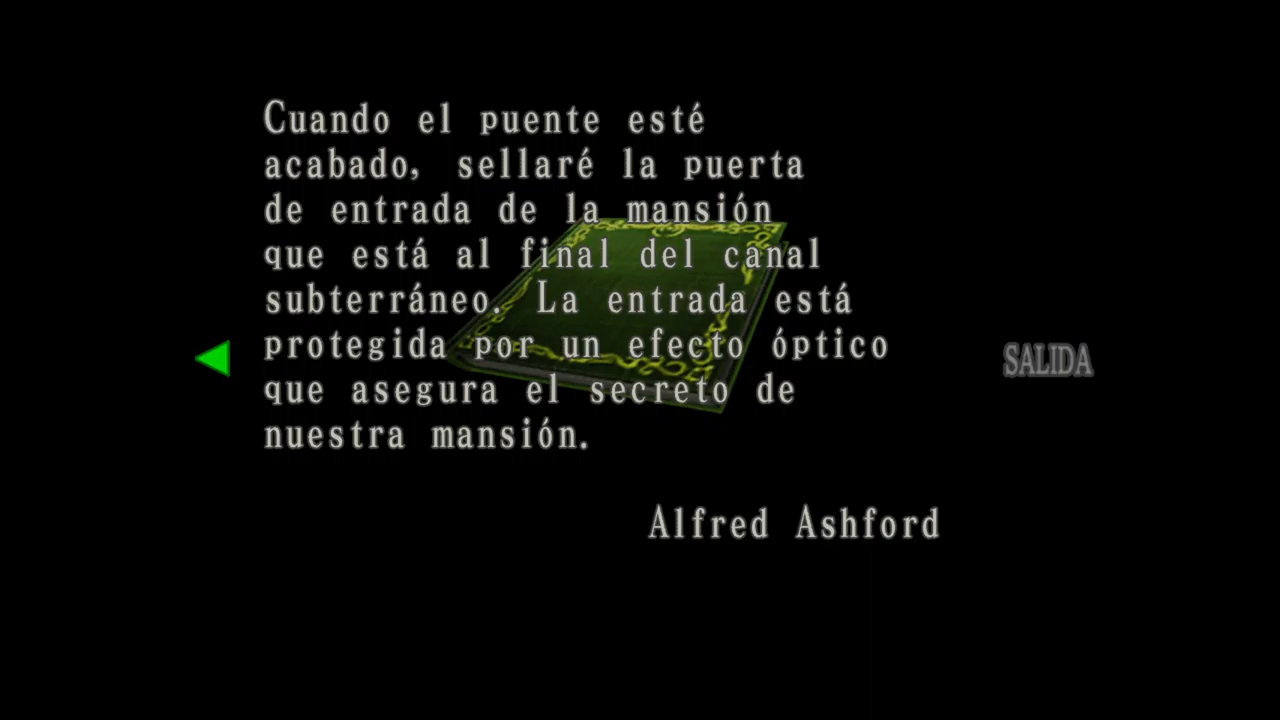 Cuando el puente esté
acabado, sellaré la puerta
de entrada de la mansión
que está al final del canal
subterráneo. La entrada está
protegida por un efecto óptico
que asegura el secreto de
nuestra mansión.
SALIDA
Alfred Ashford